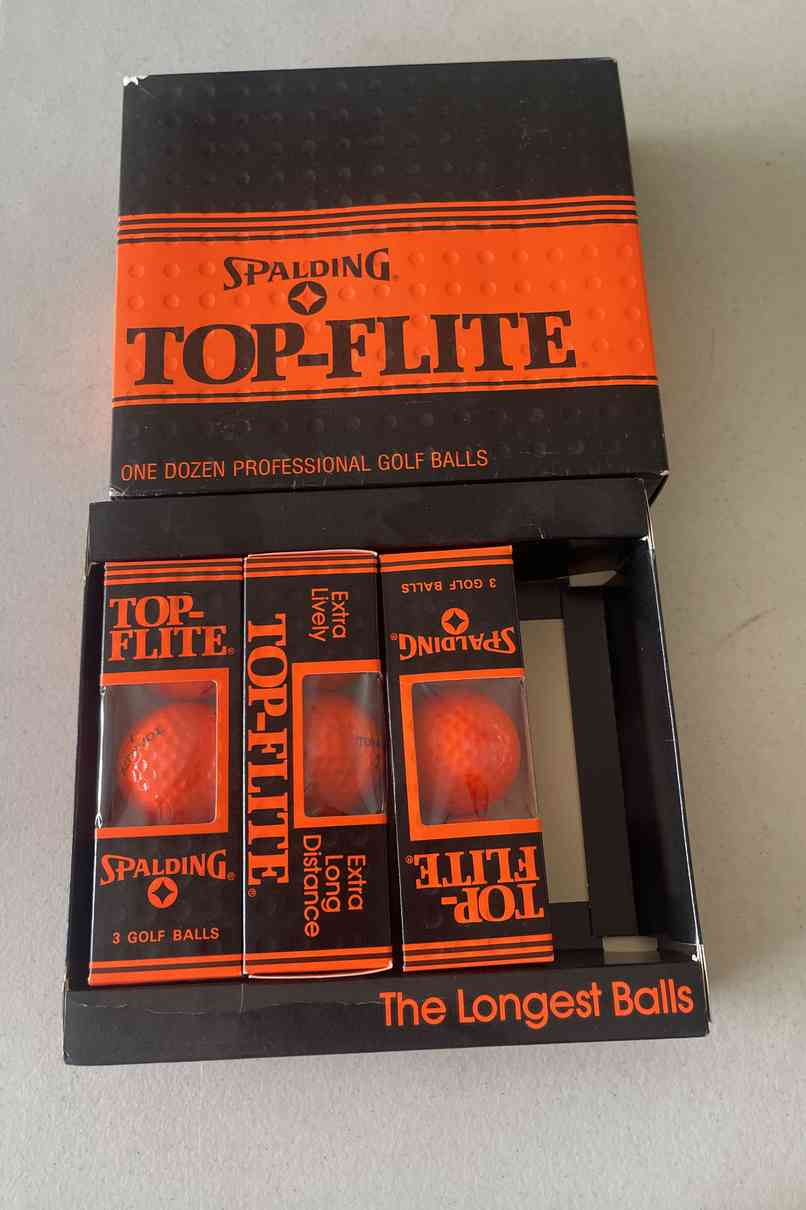 SPALDING®
TOP-FLITE®
ONE DOZEN PROFESSIONAL GOLF BALLS
TOP-
FLITE®
SPALDING®
3 GOLF BALLS
Extra
Lively
TOP-FLITE®
Extra
Long
Distance
3 GOLF BALLS
SPALDING®
TOP-
FLITE®
The Longest Balls